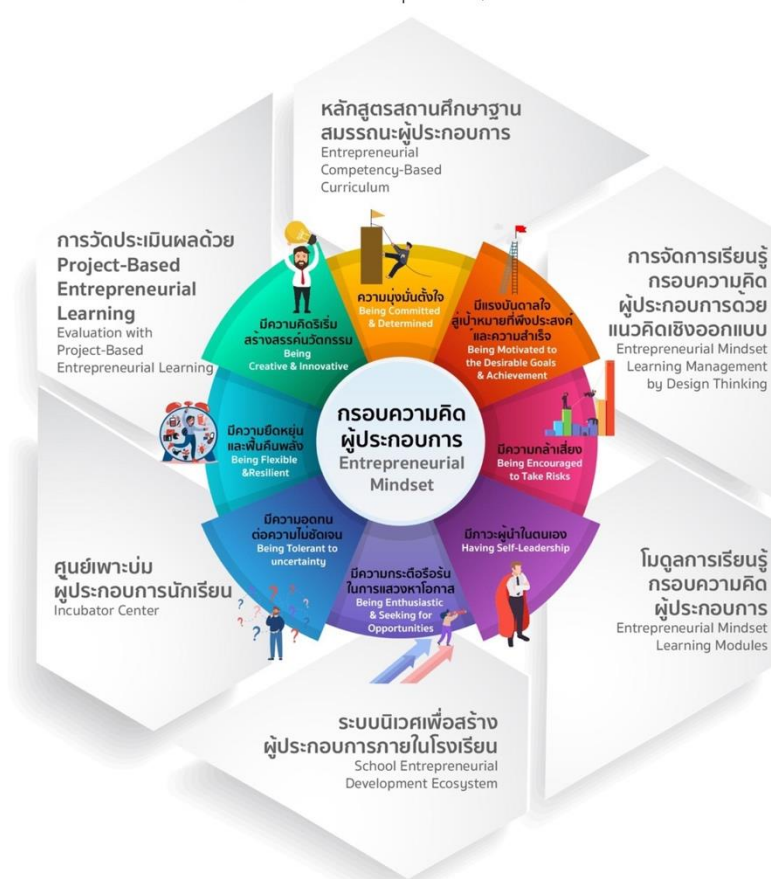 หลักสูตรสถานศึกษาฐาน
สมรรถนะผู้ประกอบการ
Entrepreneurial
Competency-Based
Curriculum
การวัดประเมินผลด้วย
Project-Based
Entrepreneurial
Learning
Evaluation with
Project-Based
Entrepreneurial Learning
การจัดการเรียนรู้
กรอบความคิด
ผู้ประกอบการด้วย
แนวคิดเชิงออกแบบ
Entrepreneurial Mindset
Learning Management
by Design Thinking
ความมุ่งมั่นตั้งใจ
Being Committed
& Determined
มีแรงบันดาลใจ
สู่เป้าหมายที่พึงประสงค์
และความสำเร็จ
Being Motivated to
the Desirable Goals
& Achievement
มีความคิดริเริ่ม
สร้างสรรค์นวัตกรรม
Being
Creative & Innovative
กรอบความคิด
ผู้ประกอบการ
Entrepreneurial
Mindset
มีความยืดหยุ่น
และฟื้นคืนพลัง
Being Flexible
&Resilient
มีความกล้าเสี่ยง
Being Encouraged
to Take Risks
มีความอดทน
ต่อความไม่ชัดเจน
Being Tolerant to
uncertainty
มีภาวะผู้นำในตนเอง
Having Self-Leadership
มีความกระตือรือร้น
ในการแสวงหาโอกาส
Being Enthusiastic
& Seeking for
Opportunities
ศูนย์เพาะบ่ม
ผู้ประกอบการนักเรียน
Incubator Center
โมดูลการเรียนรู้
กรอบความคิด
ผู้ประกอบการ
Entrepreneurial Mindset
Learning Modules
ระบบนิเวศเพื่อสร้าง
ผู้ประกอบการภายในโรงเรียน
School Entrepreneurial
Development Ecosystem